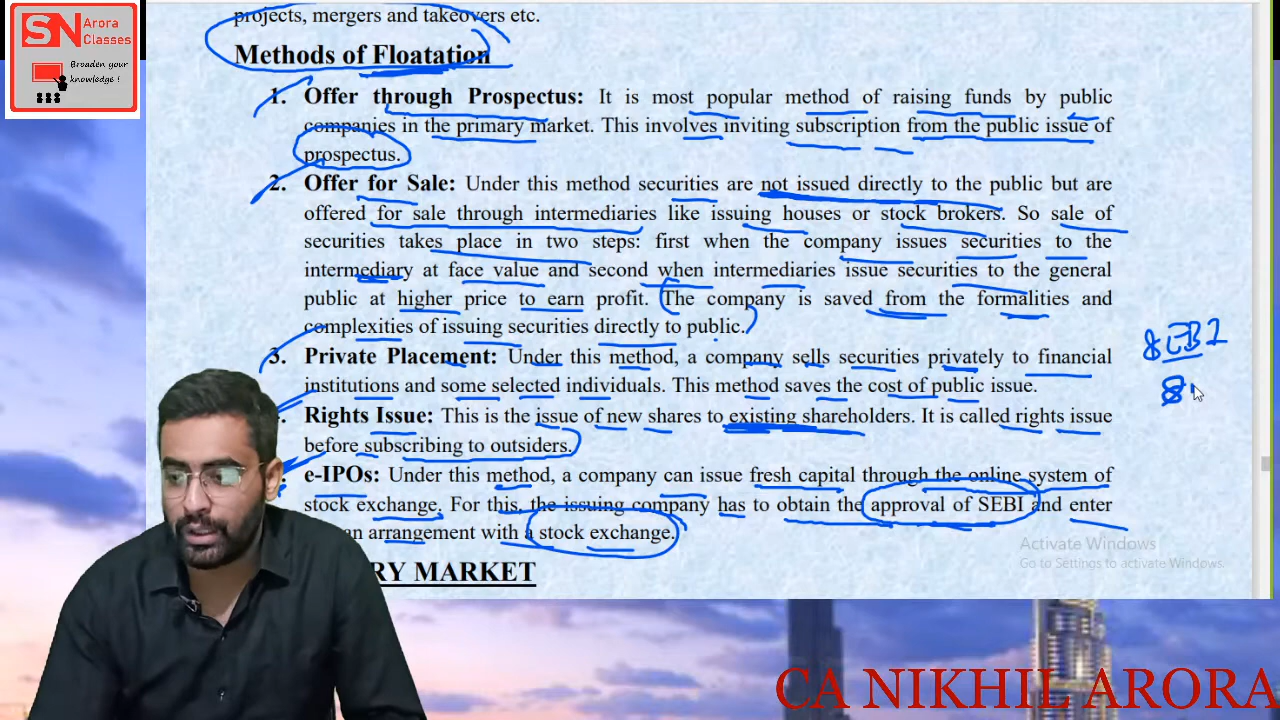 SN Arora
Classes
Broaden your
knowledge !
projects, mergers and takeovers etc.
Methods of Floatation
1. Offer through Prospectus: It is most popular method of raising funds by public
companies in the primary market. This involves inviting subscription from the public issue of
prospectus.
2. Offer for Sale: Under this method securities are not issued directly to the public but are
offered for sale through intermediaries like issuing houses or stock brokers. So sale of
securities takes place in two steps: first when the company issues securities to the
intermediary at face value and second when intermediaries issue securities to the general
public at higher price to earn profit. The company is saved from the formalities and
complexities of issuing securities directly to public.
3. Private Placement: Under this method, a company sells securities privately to financial
institutions and some selected individuals. This method saves the cost of public issue.
Rights Issue: This is the issue of new shares to existing shareholders. It is called rights issue
before subscribing to outsiders.
e-IPOs: Under this method, a company can issue fresh capital through the online system of
stock exchange. For this, the issuing company has to obtain the approval of SEBI and enter
an arrangement with a stock exchange.
RY MARKET
SEBI
Activate Windows
Go to Settings to activate Windows.
CA NIKHIL ARORA